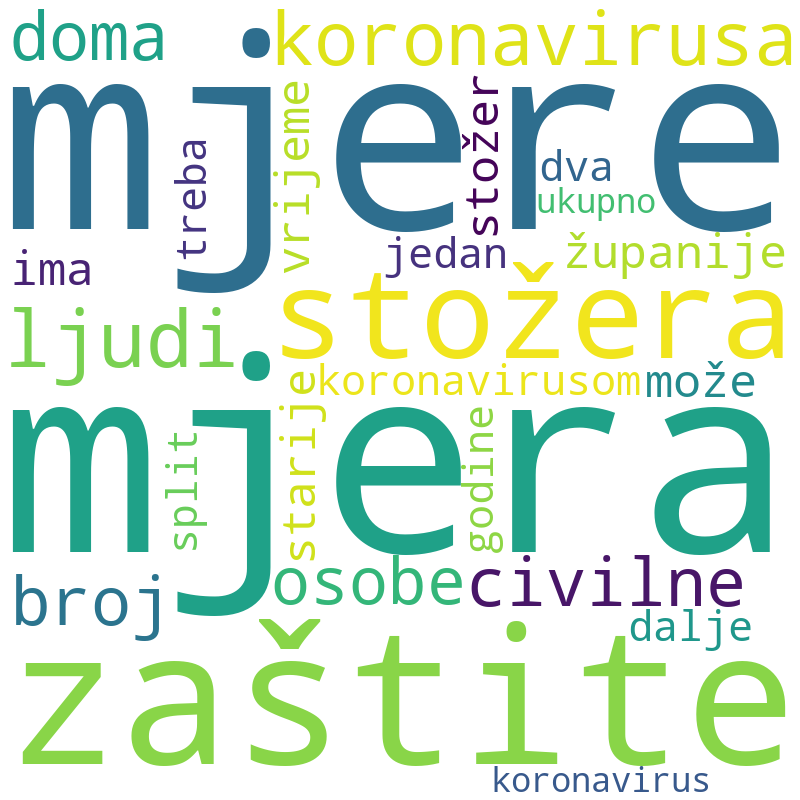 doma
koronavirusa
mjere
treba
vrijeme
stožer
dva
ukupno
ima
jedan
županije
stožera
ljudi
koronavirusom
može
mjera
split
starije
godine
broj
osobe
civilne
dalje
zaštite
koronavirus